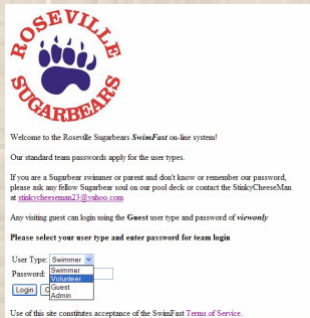 ROSEVILLE
SUGARBEARS
Welcome to the Roseville Sugarbears SwimFast on-line system!
Our standard team passwords apply for the user types.
If you are a Sugarbear swimmer or parent and don't know or remember our password,
please ask any fellow Sugarbear soul on our pool deck or contact the StinkyCheeseMan
at stinkycheeseman23@yahoo.com
Any visiting guest can login using the Guest user type and password of viewonly
Please select your user type and enter password for team login
User Type: Swimmer
Password: Swimmer
Volunteer
Login Guest
Admin
Use of this site constitutes acceptance of the SwimFast Terms of Service.